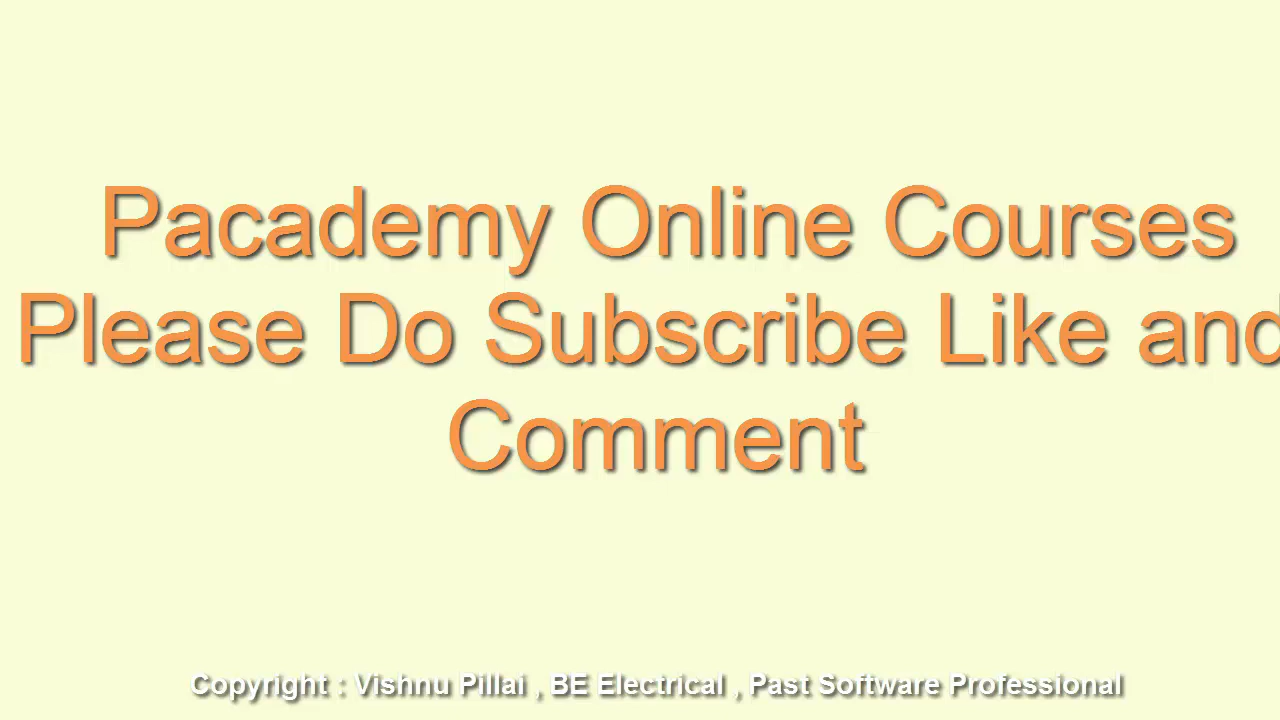 Pacademy Online Courses
Please Do Subscribe Like and
Comment
Copyright : Vishnu Pillai , BE Electrical , Past Software Professional